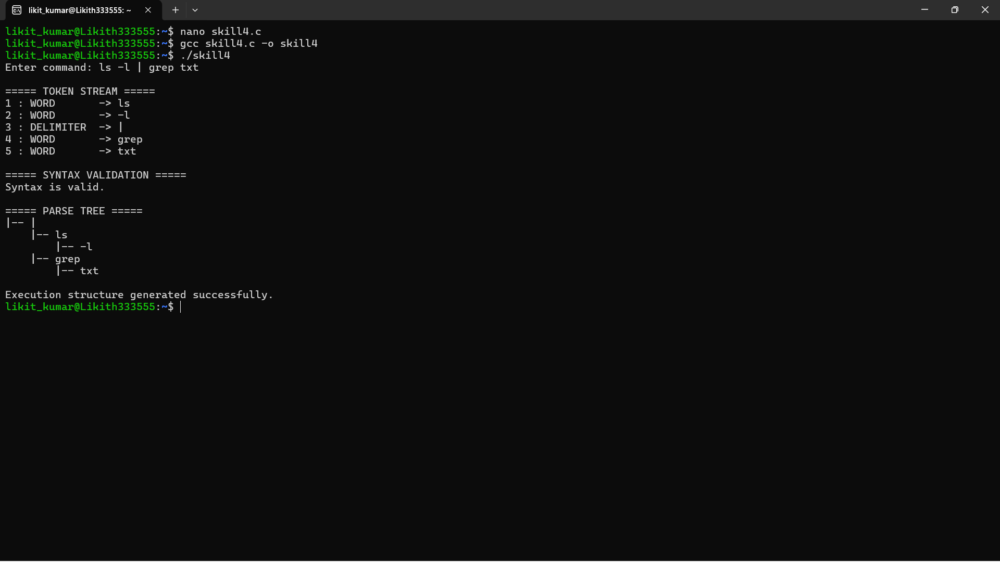 likit_kumar@Likith333555: ~
likit_kumar@Likith333555:~$ nano skill4.c
likit_kumar@Likith333555:~$ gcc skill4.c -o skill4
likit_kumar@Likith333555:~$ ./skill4
Enter command: ls -l | grep txt
===== TOKEN STREAM =====
1 : WORD       -> ls
2 : WORD       -> -l
3 : DELIMITER  -> |
4 : WORD       -> grep
5 : WORD       -> txt
===== SYNTAX VALIDATION =====
Syntax is valid.
===== PARSE TREE =====
|-- |
    |-- ls
        |-- -l
    |-- grep
        |-- txt
Execution structure generated successfully.
likit_kumar@Likith333555:~$